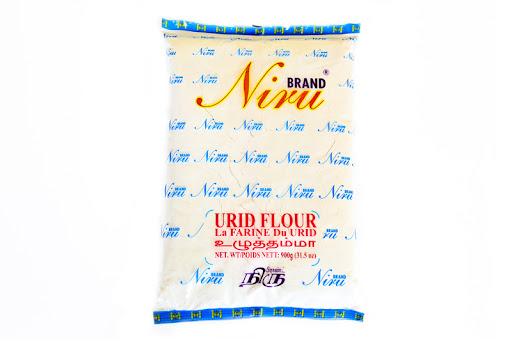 Niru BRAND®
URID FLOUR
La FARINE Du URID
உழுத்தம்மா
NET. WT/POIDS NETT: 900g (31.5 oz)
நிரு